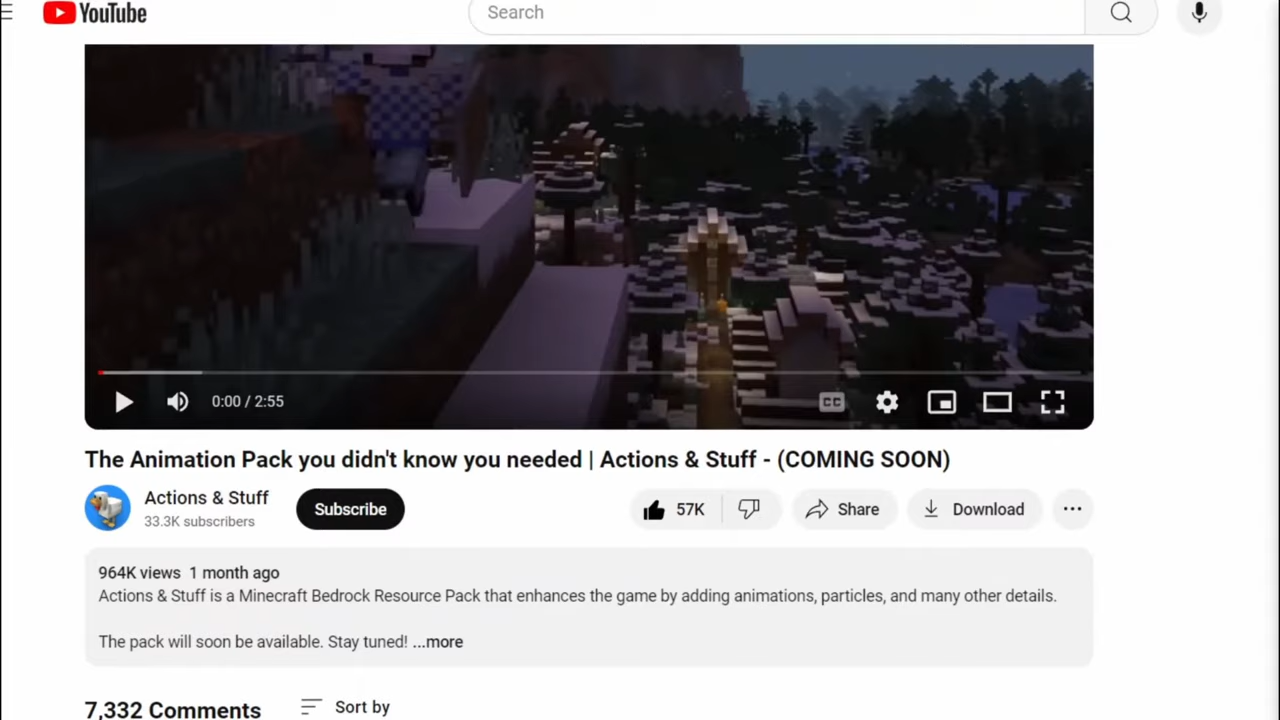 YouTube
Search
0:00 / 2:55
CC
The Animation Pack you didn't know you needed | Actions & Stuff - (COMING SOON)
Actions & Stuff
33.3K subscribers
Subscribe
57K
Share
Download
964K views 1 month ago
Actions & Stuff is a Minecraft Bedrock Resource Pack that enhances the game by adding animations, particles, and many other details.
The pack will soon be available. Stay tuned! ...more
7,332 Comments
Sort by